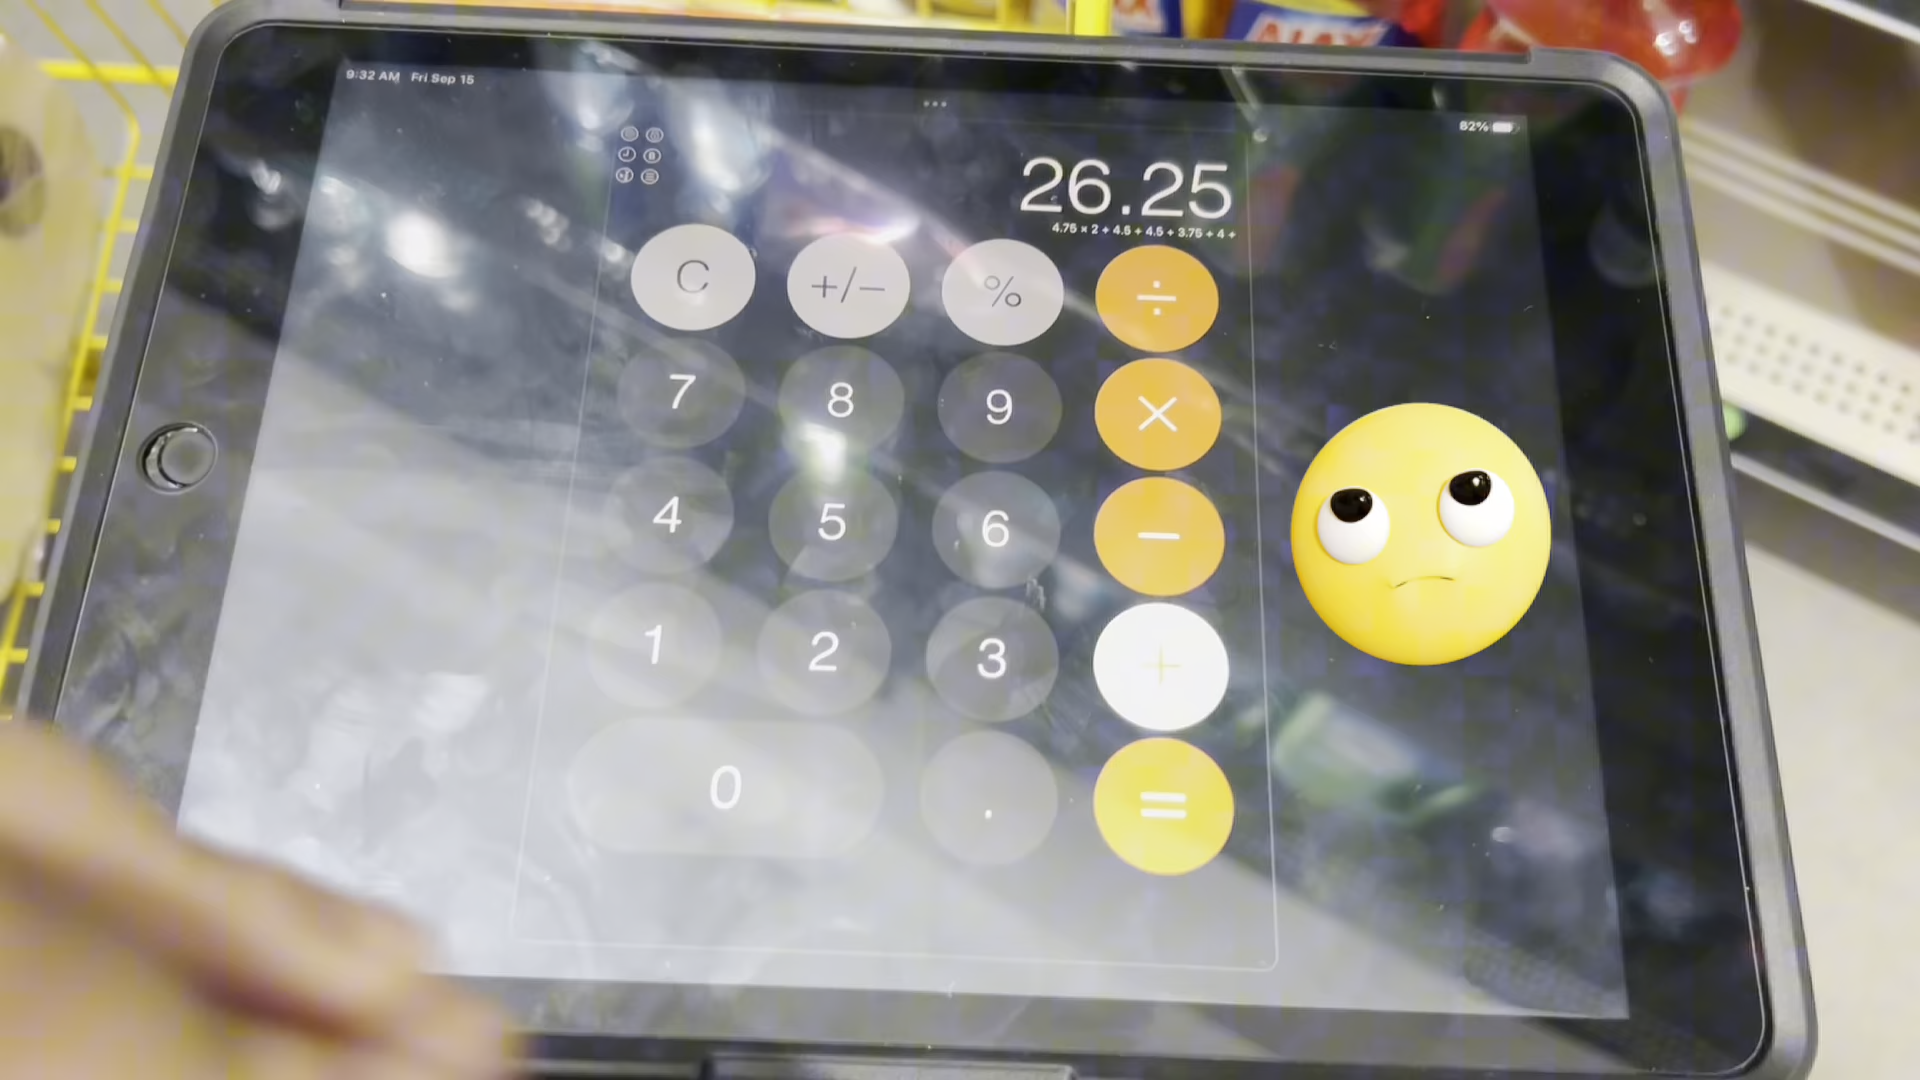 9:32 AM Fri Sep 15
82%
26.25
4.75 × 2 + 4.5 + 4.5 + 3.75 + 4 +
C +/− % ÷
7 8 9 ×
4 5 6 −
1 2 3 +
0 . =